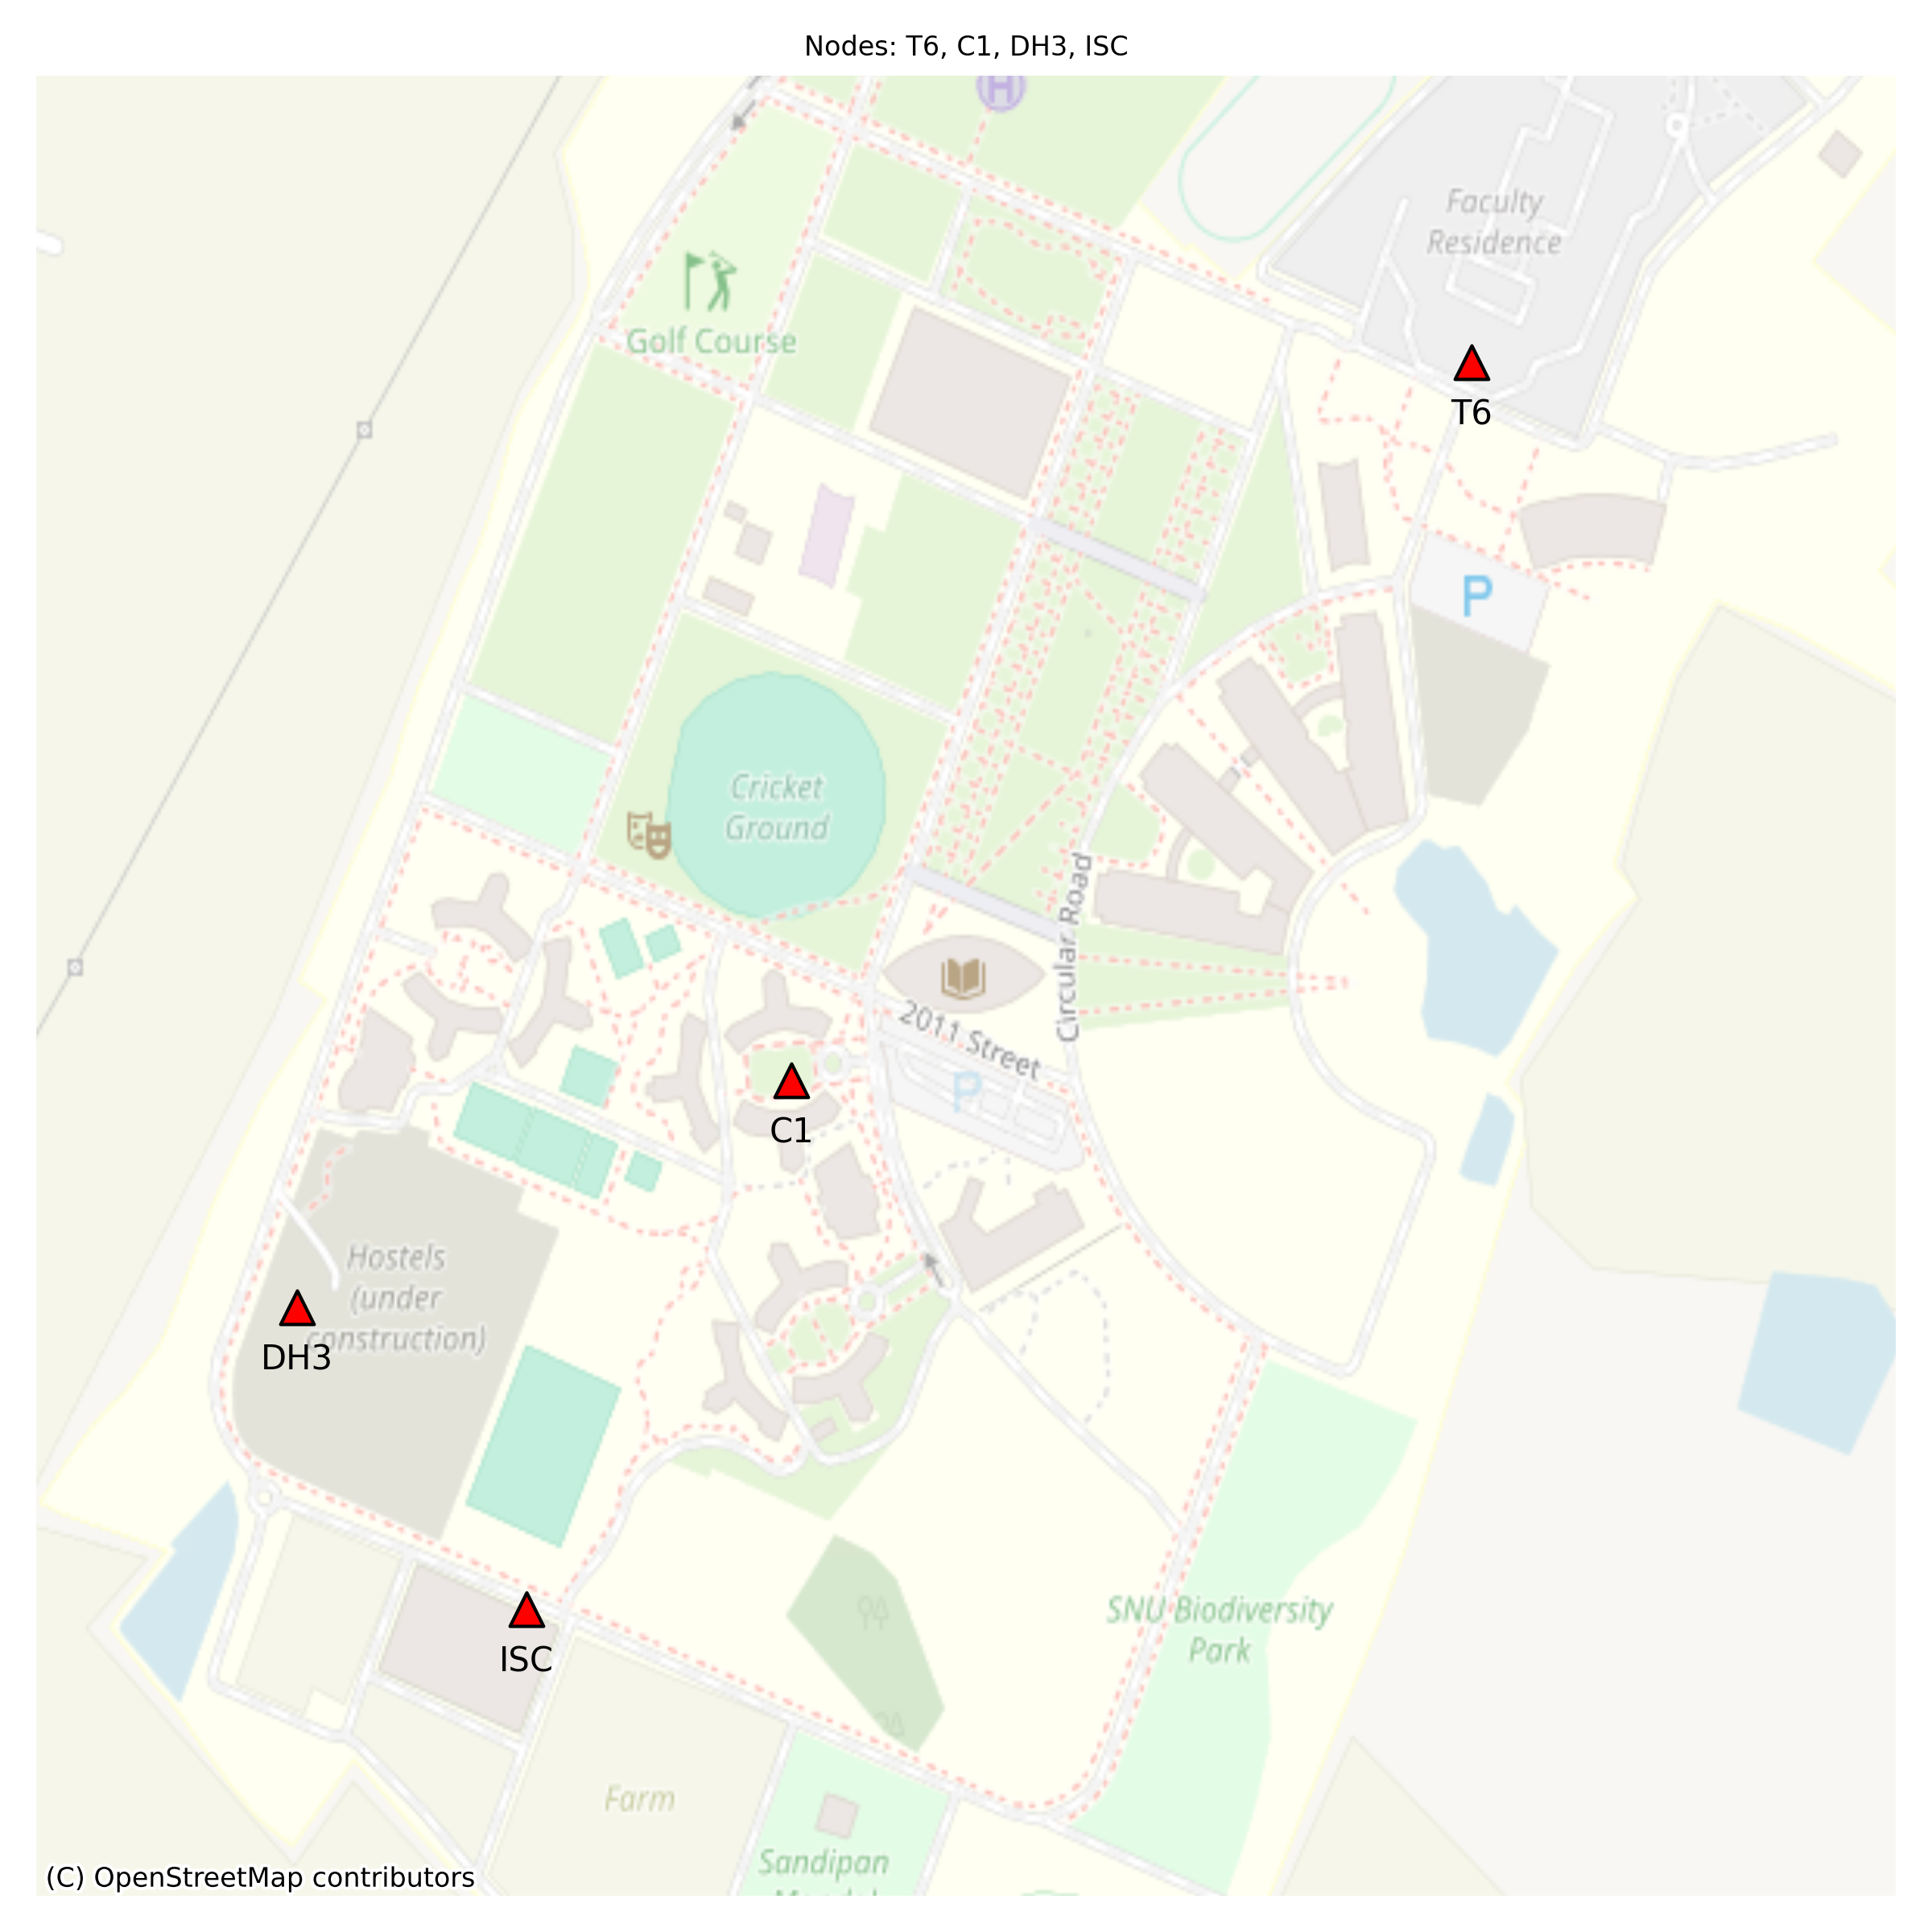 Nodes: T6, C1, DH3, ISC
H
Faculty
Residence
Golf Course
T6
P
Cricket
Ground
Circular Road
2011 Street
P
C1
Hostels
(under
construction)
DH3
ISC
SNU Biodiversity
Park
Farm
Sandipan
(C) OpenStreetMap contributors